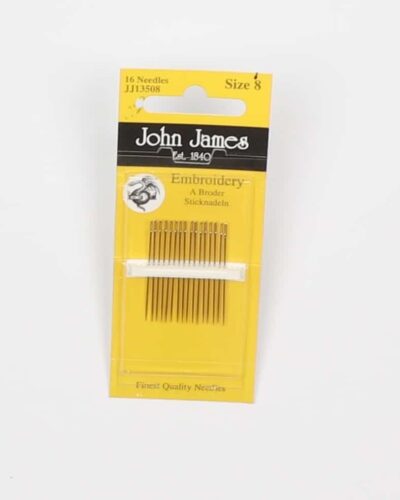 16 Needles
JJ13508
Size 8
John James
Est. 1840
Embroidery
A Broder
Sticknadeln
Finest Quality Needles